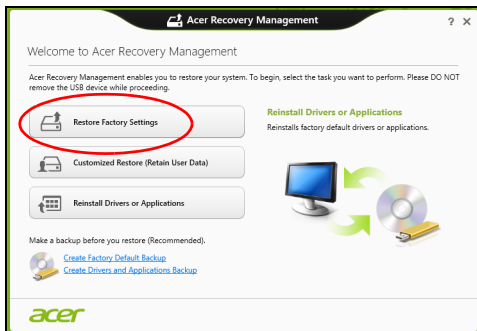 Acer Recovery Management
? ×
Welcome to Acer Recovery Management
Acer Recovery Management enables you to restore your system. To begin, select the task you want to perform. Please DO NOT
remove the USB device while proceeding.
Restore Factory Settings
Customized Restore (Retain User Data)
Reinstall Drivers or Applications
Reinstall Drivers or Applications
Reinstalls factory default drivers or applications.
Make a backup before you restore (Recommended).
Create Factory Default Backup
Create Drivers and Applications Backup
acer